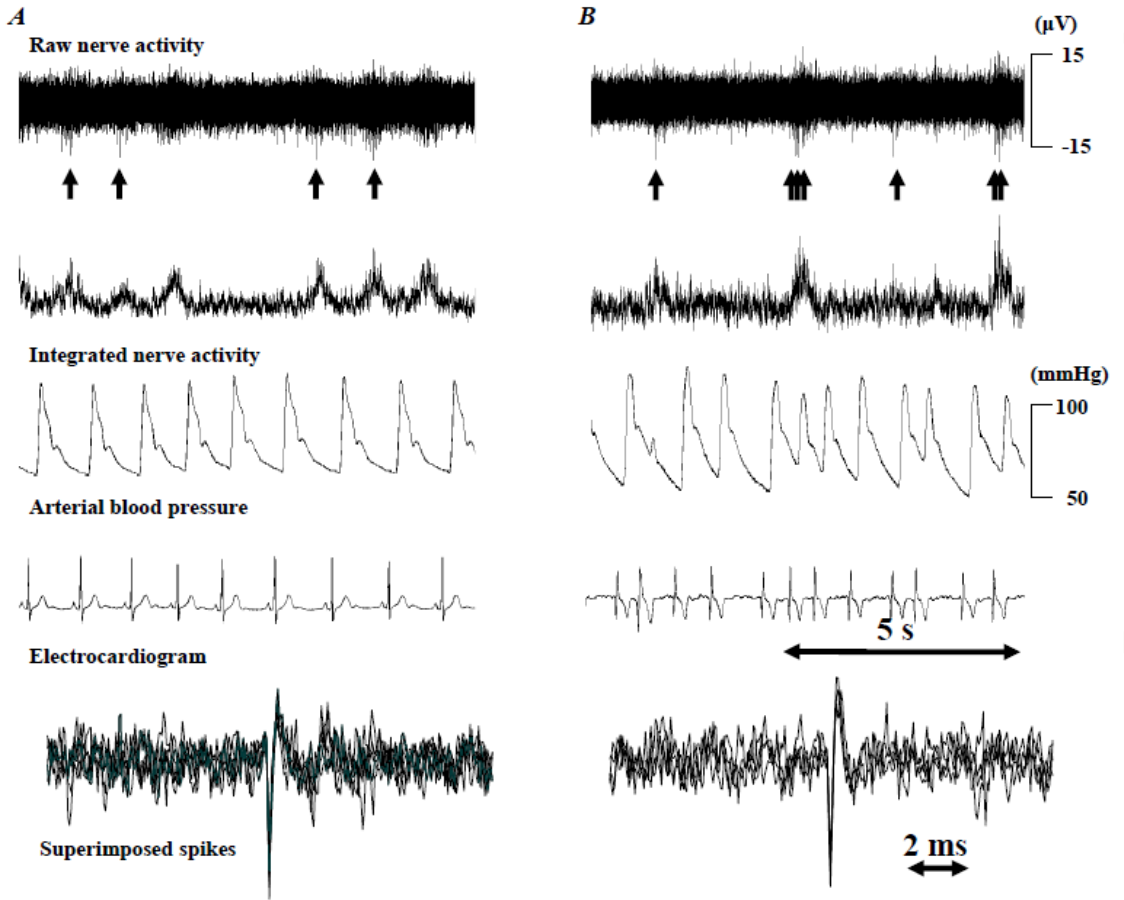 A
B
(µV)
Raw nerve activity
15
-15
Integrated nerve activity
(mmHg)
100
50
Arterial blood pressure
5 s
Electrocardiogram
Superimposed spikes
2 ms